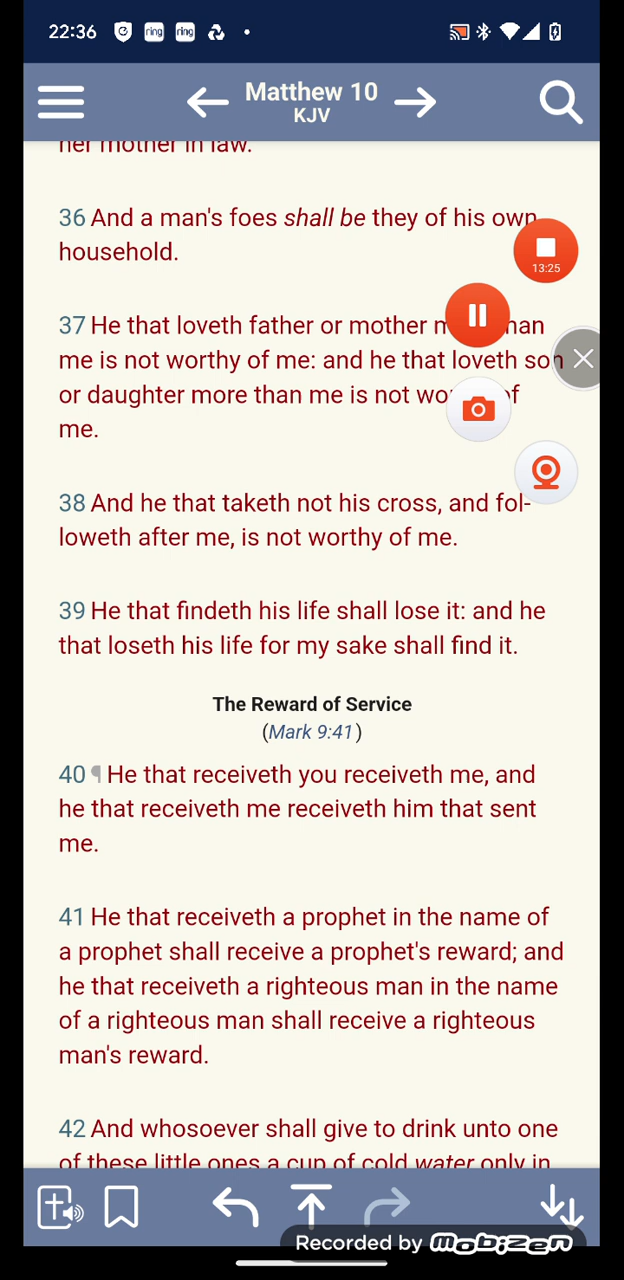 22:36
ring ring
Matthew 10
KJV
her mother in law.
36 And a man's foes shall be they of his own
household.
13:25
37 He that loveth father or mother
me is not worthy of me: and he that loveth son
or daughter more than me is not of
me.
38 And he that taketh not his cross, and fol-
loweth after me, is not worthy of me.
39 He that findeth his life shall lose it: and he
that loseth his life for my sake shall find it.
The Reward of Service
(Mark 9:41)
40 ¶ He that receiveth you receiveth me, and
he that receiveth me receiveth him that sent
me.
41 He that receiveth a prophet in the name of
a prophet shall receive a prophet's reward; and
he that receiveth a righteous man in the name
of a righteous man shall receive a righteous
man's reward.
42 And whosoever shall give to drink unto one
of these little ones a cup of cold water only in
Recorded by mobizen